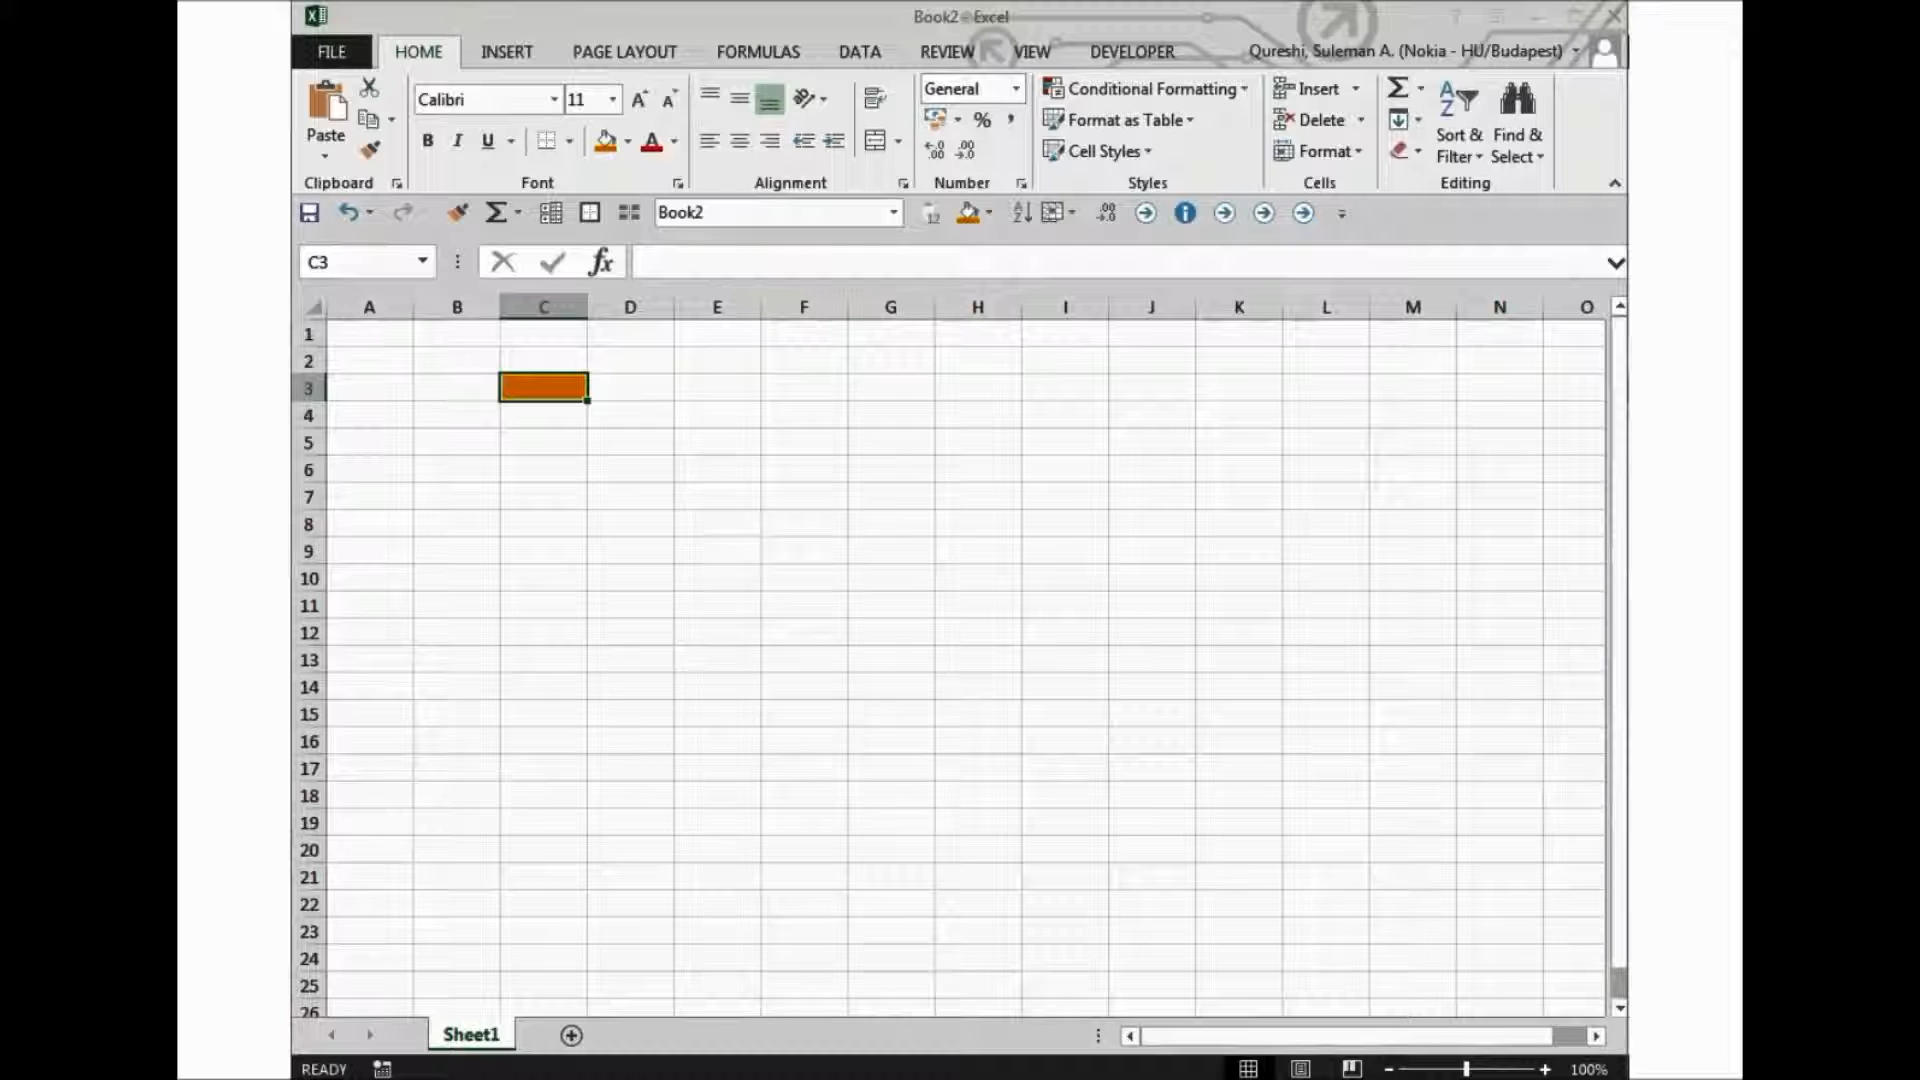 Book2 - Excel
FILE HOME INSERT PAGE LAYOUT FORMULAS DATA REVIEW VIEW DEVELOPER Qureshi, Suleman A. (Nokia - HU/Budapest)
Paste
Calibri 11
B I U A
General
%
Conditional Formatting
Format as Table
Cell Styles
Insert
Delete
Format
Sort & Filter
Find & Select
Clipboard Font Alignment Number Styles Cells Editing
Book2
C3
fx
A B C D E F G H I J K L M N O
1
2
3
4
5
6
7
8
9
10
11
12
13
14
15
16
17
18
19
20
21
22
23
24
25
26
Sheet1
READY 100%